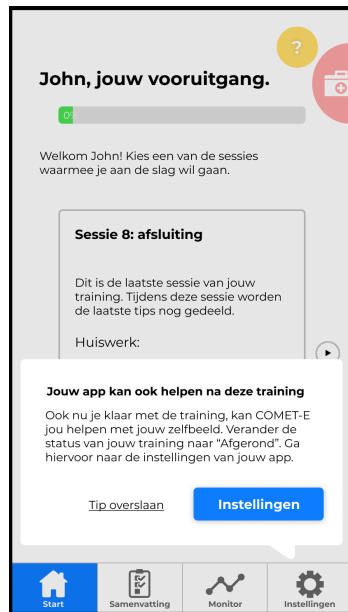 ?
John, jouw vooruitgang.
0%
Welkom John! Kies een van de sessies
waarmee je aan de slag wil gaan.
Sessie 8: afsluiting
Dit is de laatste sessie van jouw
training. Tijdens deze sessie worden
de laatste tips nog gedeeld.
Huiswerk:
Jouw app kan ook helpen na deze training
Ook nu je klaar met de training, kan COMET-E
jou helpen met jouw zelfbeeld. Verander de
status van jouw training naar “Afgerond”. Ga
hiervoor naar de instellingen van jouw app.
Tip overslaan
Instellingen
Start
Samenvatting
Monitor
Instellingen